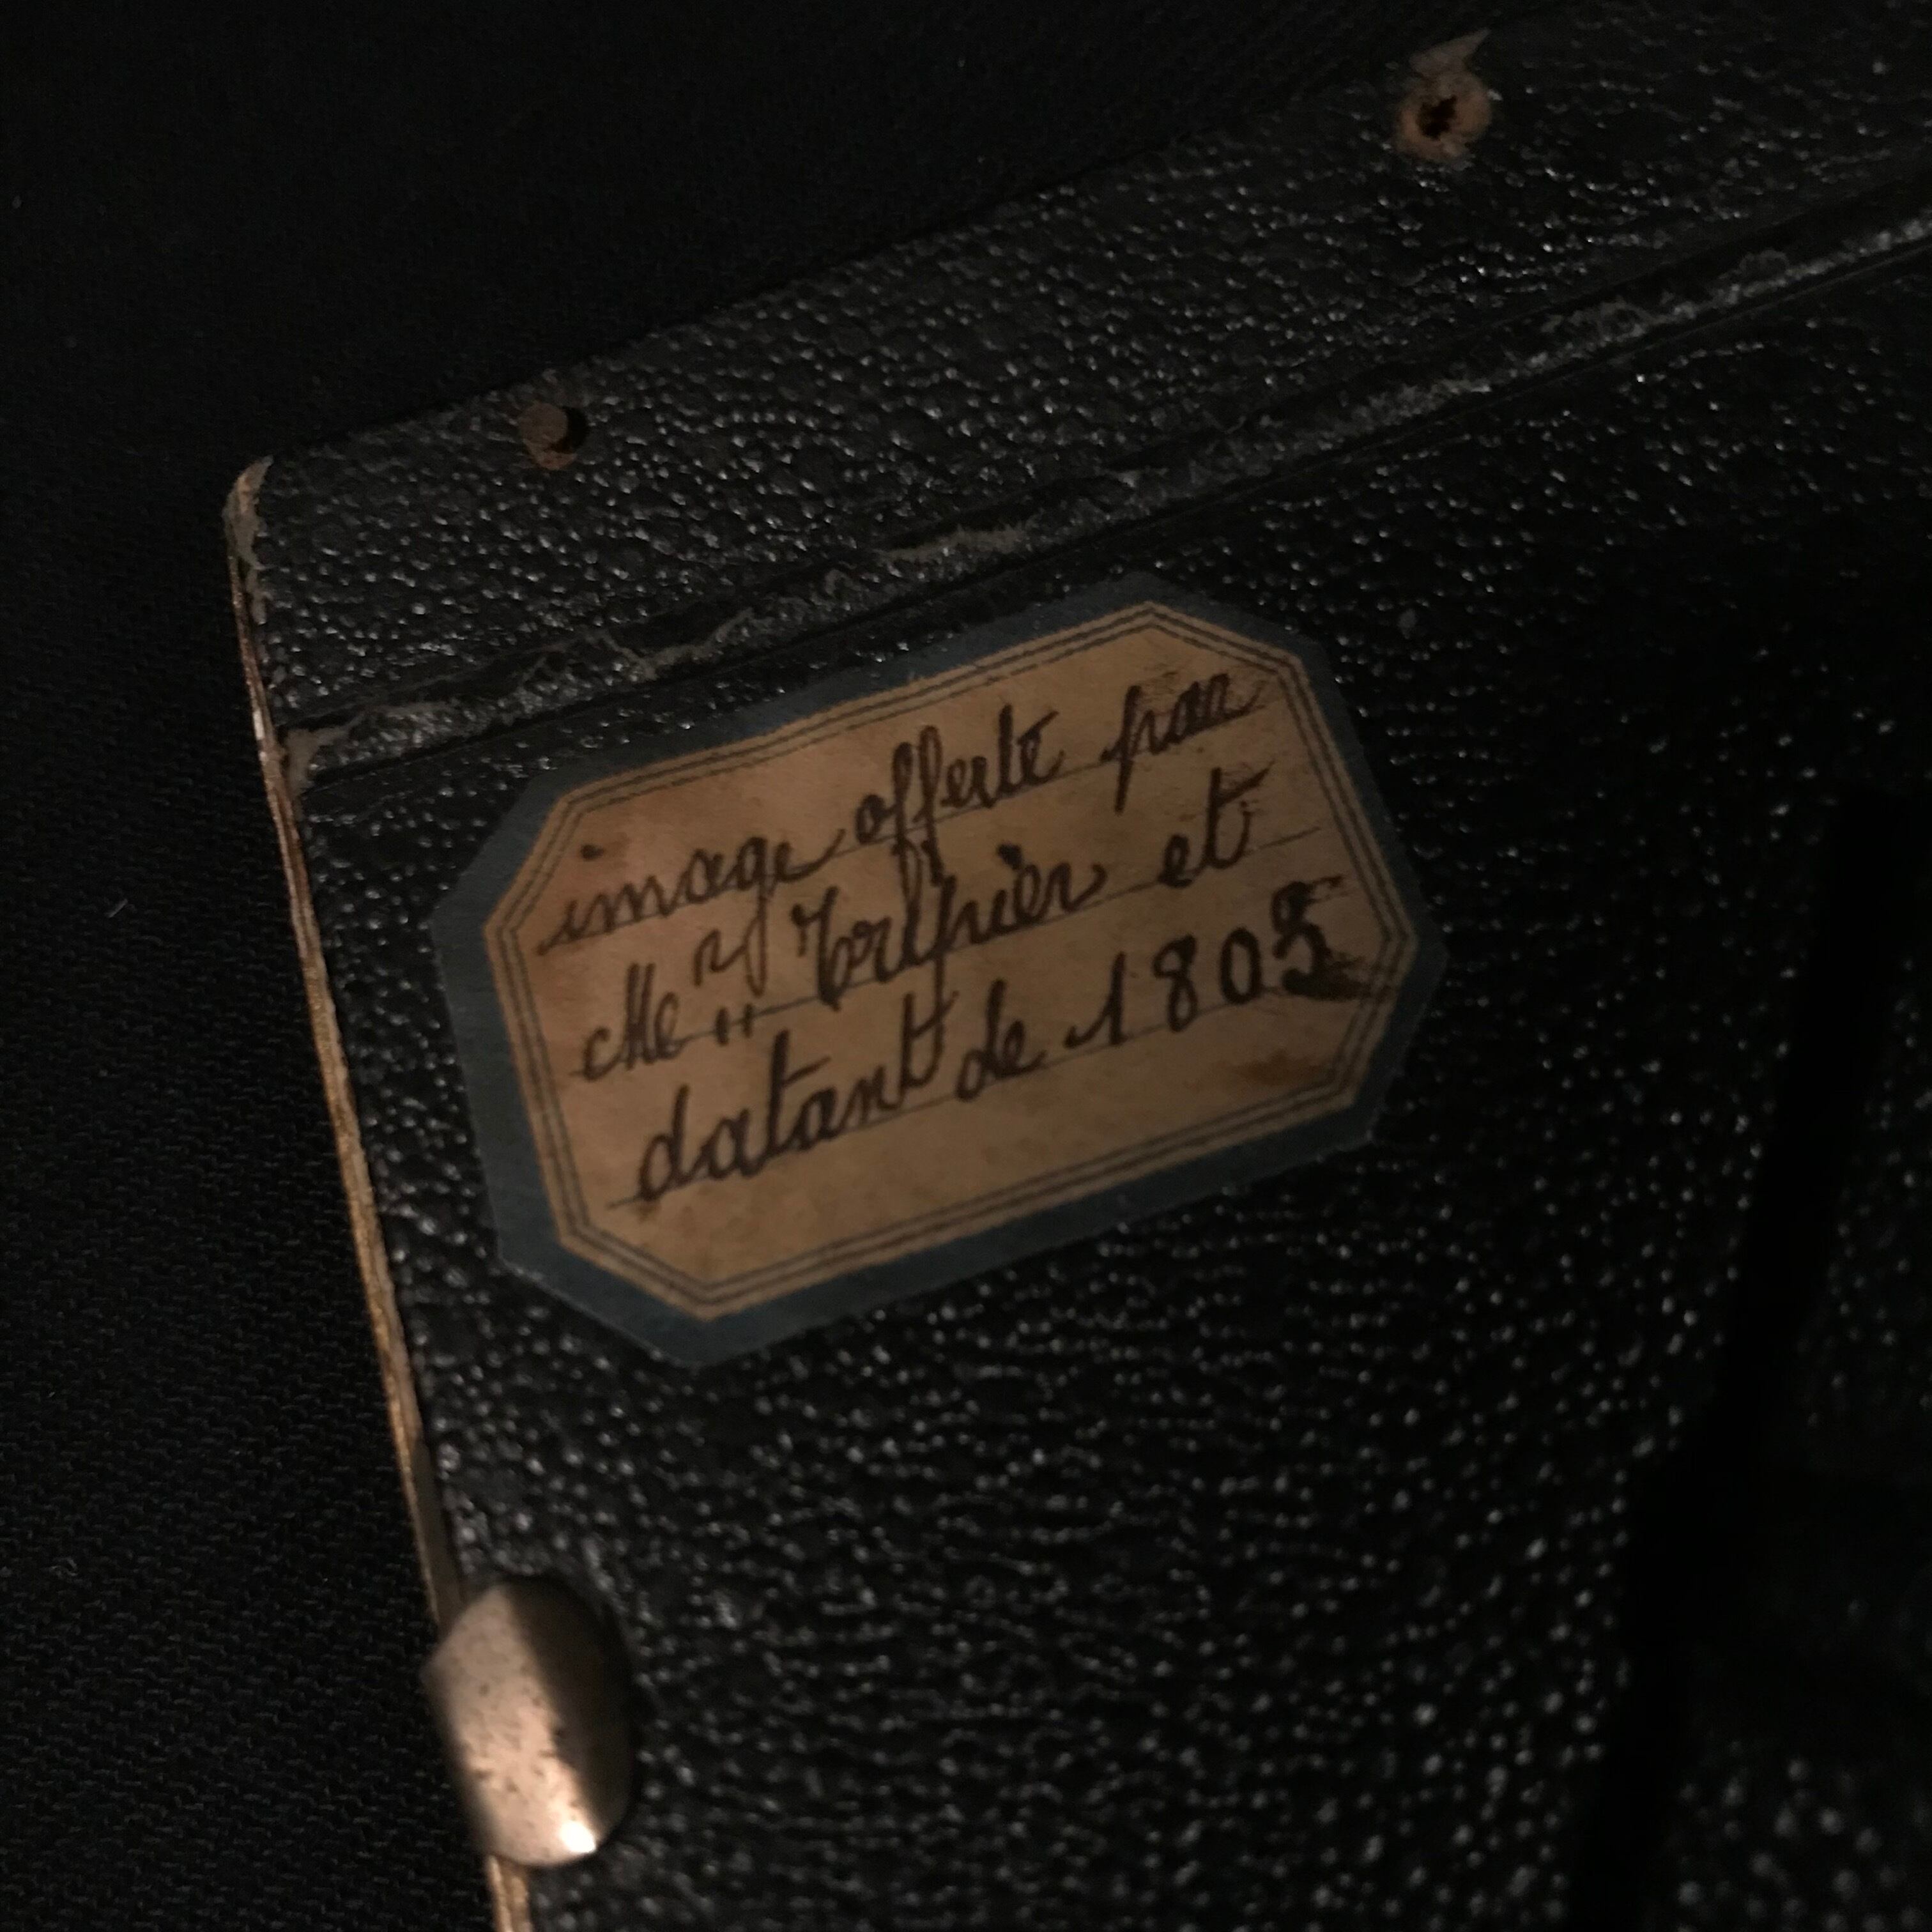 image offerte par
et
datant de 1805